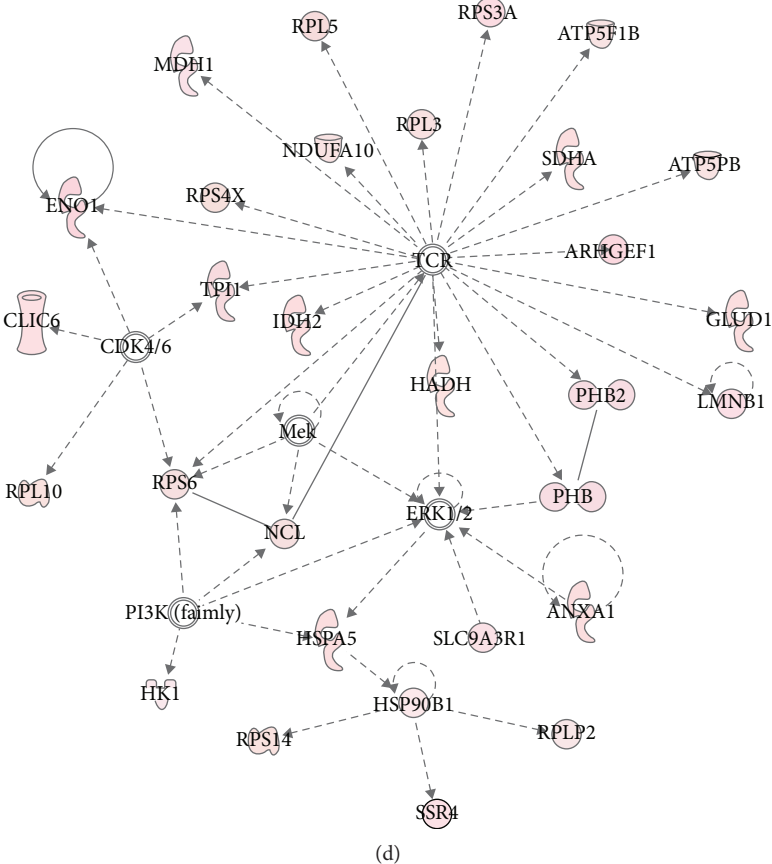 RPS3A
RPL5
ATP5F1B
MDH1
RPL3
NDUFA10
SDHA
ATP5PB
RPS4X
ENO1
ARHGEF1
TCR
TPI1
IDH2
CLIC6
GLUD1
CDK4/6
HADH
PHB2
LMNB1
Mek
RPS6
RPL10
PHB
ERK1/2
NCL
PI3K (faimly)
ANXA1
HSPA5
SLC9A3R1
HK1
HSP90B1
RPS14
RPLP2
SSR4
(d)